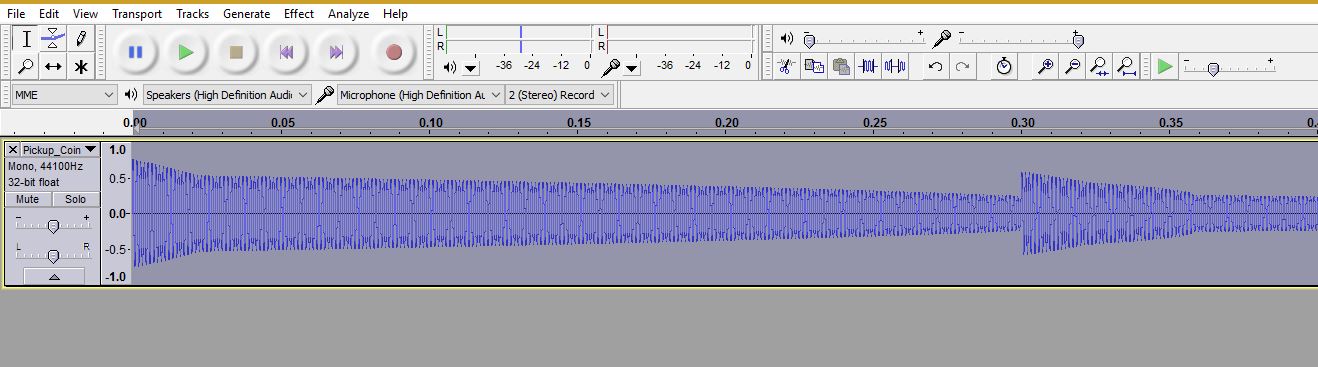 File Edit View Transport Tracks Generate Effect Analyze Help
L
R
-36 -24 -12 0
L
R
-36 -24 -12 0
- +
- +
MME
Speakers (High Definition Audic
Microphone (High Definition Au
2 (Stereo) Record
0.00 0.05 0.10 0.15 0.20 0.25 0.30 0.35
Pickup_Coin
Mono, 44100Hz
32-bit float
Mute Solo
- +
L R
1.0
0.5
0.0
-0.5
-1.0